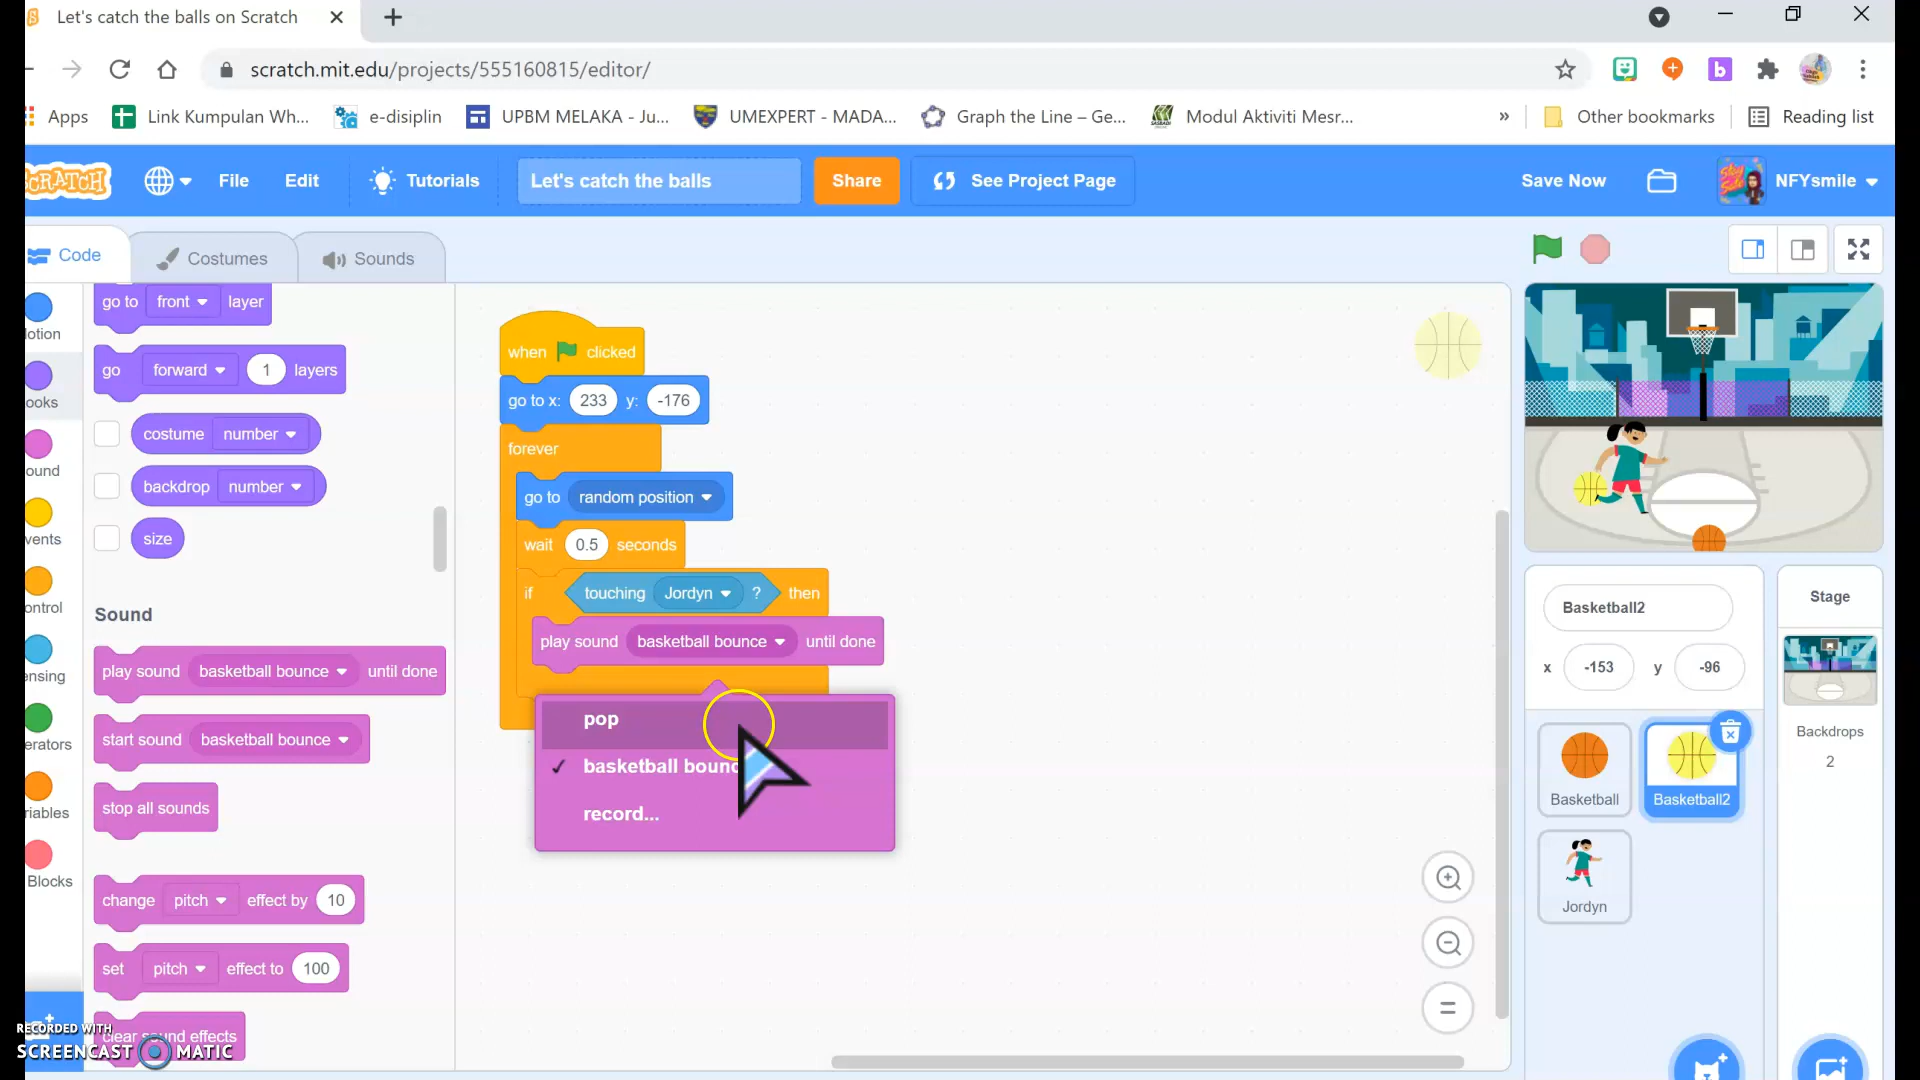 Let's catch the balls on Scratch
scratch.mit.edu/projects/555160815/editor/
Apps
Link Kumpulan Wh...
e-disiplin
UPBM MELAKA - Ju...
UMEXPERT - MADA...
Graph the Line – Ge...
Modul Aktiviti Mesr...
»
Other bookmarks
Reading list
File
Edit
Tutorials
Let's catch the balls
Share
See Project Page
Save Now
NFYsmile
Code
Costumes
Sounds
otion
ooks
ound
vents
ontrol
ensing
erators
riables
Blocks
go to front layer
go forward 1 layers
costume number
backdrop number
size
Sound
play sound basketball bounce until done
start sound basketball bounce
stop all sounds
change pitch effect by 10
set pitch effect to 100
clear sound effects
when clicked
go to x: 233 y: -176
forever
go to random position
wait 0.5 seconds
if touching Jordyn ? then
play sound basketball bounce until done
pop
✓ basketball bounc
record...
Basketball2
x -153 y -96
Basketball
Basketball2
Jordyn
Stage
Backdrops
2
RECORDED WITH
SCREENCAST MATIC